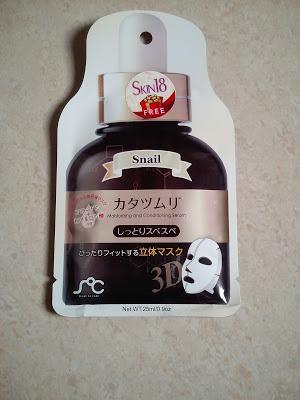 SKIN18
FREE
Snail
カタツムリ
Moisturizing and Conditioning Serum
しっとりスベスベ
ぴったりフィットする立体マスク
3D
SOC
Net.WT.25ml/0.9oz